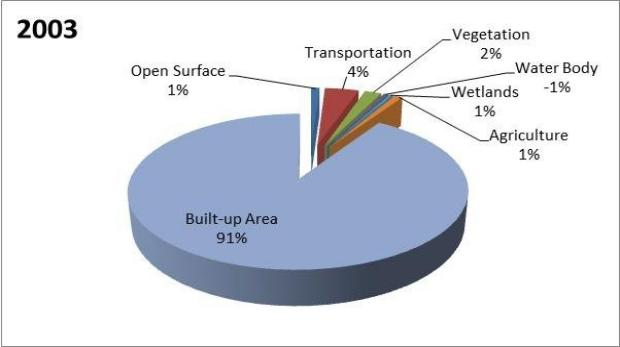 2003
Open Surface
1%
Transportation
4%
Vegetation
2%
Water Body
-1%
Wetlands
1%
Agriculture
1%
Built-up Area
91%